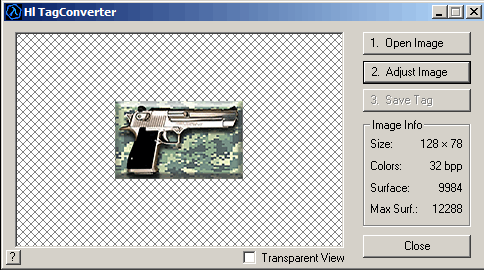 Hl TagConverter
1. Open Image
2. Adjust Image
3. Save Tag
Image Info
Size: 128 × 78
Colors: 32 bpp
Surface: 9984
Max Surf.: 12288
Close
? Transparent View